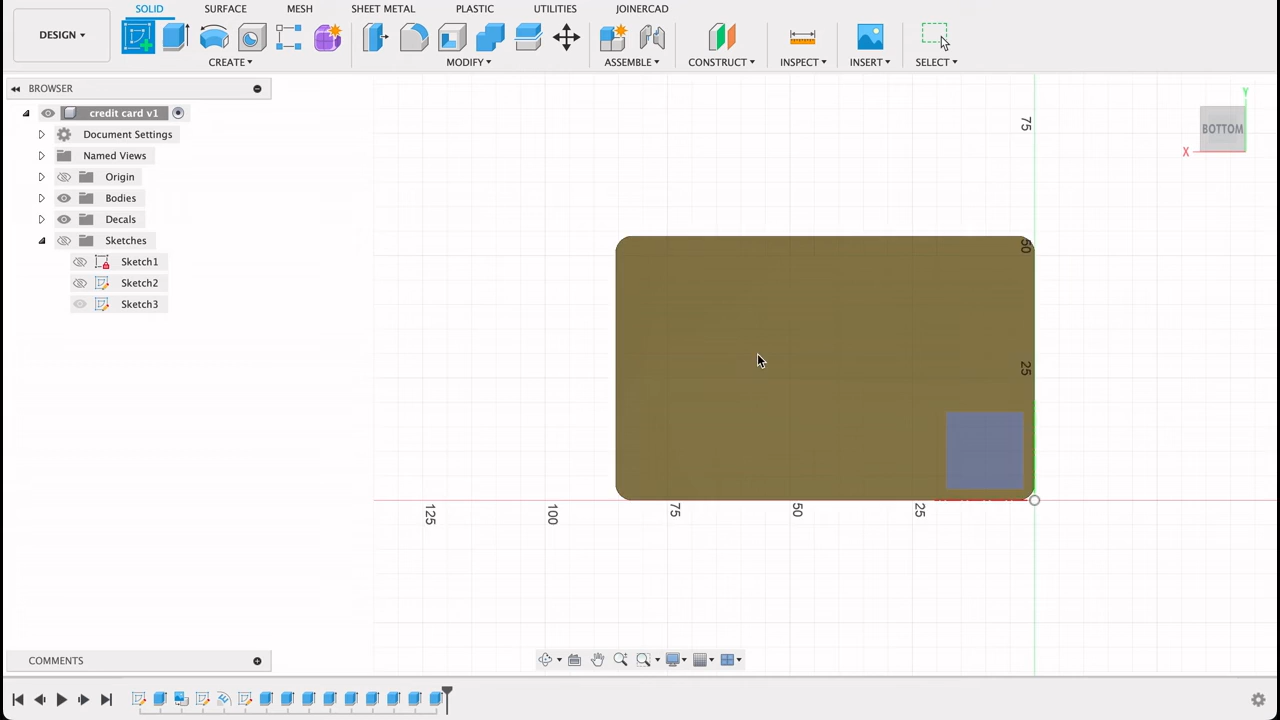 SOLID SURFACE MESH SHEET METAL PLASTIC UTILITIES JOINERCAD
DESIGN
CREATE MODIFY ASSEMBLE CONSTRUCT INSPECT INSERT SELECT
BROWSER
credit card v1
Document Settings
Named Views
Origin
Bodies
Decals
Sketches
Sketch1
Sketch2
Sketch3
Y
BOTTOM
X
75
50
25
125 100 75 50 25
COMMENTS